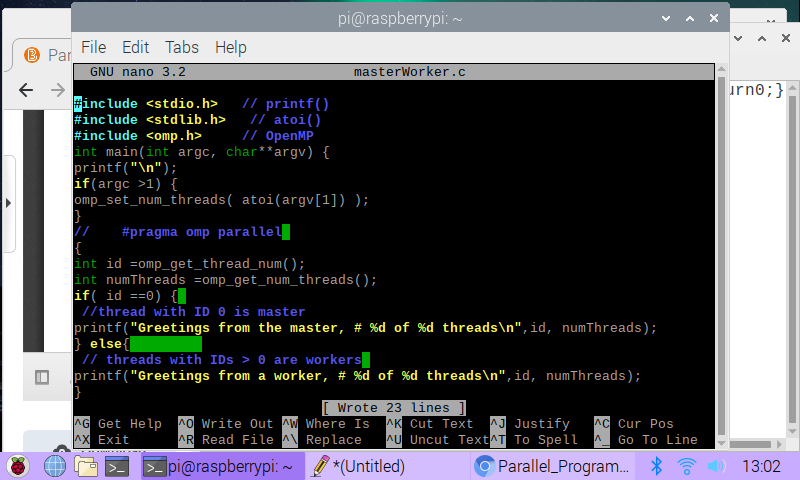 pi@raspberrypi: ~
File Edit Tabs Help
Par
GNU nano 3.2 masterWorker.c
urn0;}
#include <stdio.h> // printf()
#include <stdlib.h> // atoi()
#include <omp.h> // OpenMP
int main(int argc, char**argv) {
printf("\n");
if(argc >1) {
omp_set_num_threads( atoi(argv[1]) );
}
// #pragma omp parallel
{
int id =omp_get_thread_num();
int numThreads =omp_get_num_threads();
if( id ==0) {
//thread with ID 0 is master
printf("Greetings from the master, # %d of %d threads\n",id, numThreads);
} else{
// threads with IDs > 0 are workers
printf("Greetings from a worker, # %d of %d threads\n",id, numThreads);
}
[ Wrote 23 lines ]
^G Get Help ^O Write Out ^W Where Is ^K Cut Text ^J Justify ^C Cur Pos
^X Exit ^R Read File ^\ Replace ^U Uncut Text ^T To Spell ^_ Go To Line
pi@raspberrypi: ~ *(Untitled) Parallel_Program... 13:02